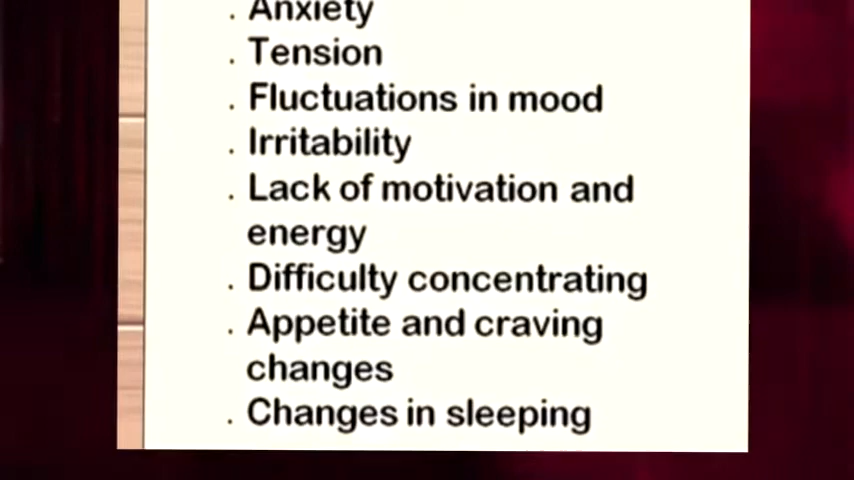 . Anxiety
. Tension
. Fluctuations in mood
. Irritability
. Lack of motivation and
energy
. Difficulty concentrating
. Appetite and craving
changes
. Changes in sleeping